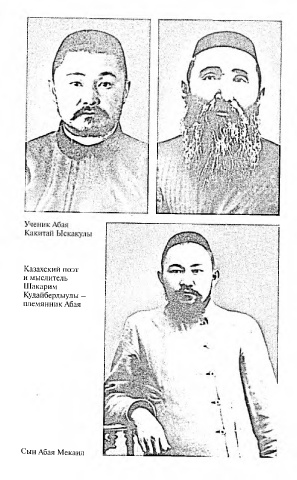 Ученик Абая
Какитай Ыскакулы
Казахский поэт
и мыслитель
Шакарим
Кудайбердыулы –
племянник Абая
Сын Абая Мекаил